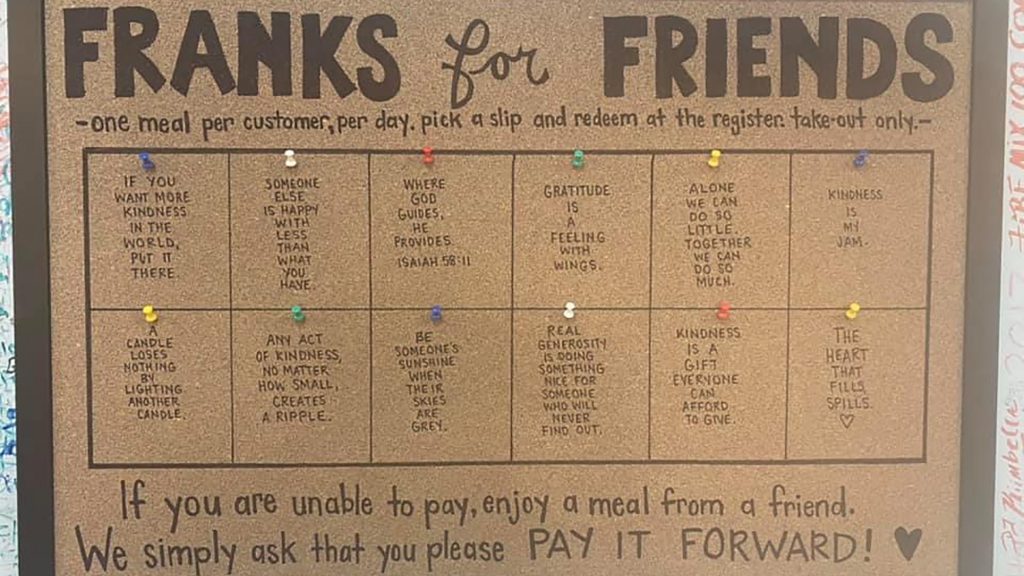 FRANKS for FRIENDS
-one meal per customer, per day. pick a slip and redeem at the register. take-out only.-
IF YOU
WANT MORE
KINDNESS
IN THE
WORLD,
PUT IT
THERE.
SOMEONE
ELSE
IS HAPPY
WITH
LESS
THAN
WHAT
YOU
HAVE.
WHERE
GOD
GUIDES,
HE
PROVIDES.
ISAIAH 58:11
GRATITUDE
IS
A
FEELING
WITH
WINGS.
ALONE
WE CAN
DO SO
LITTLE.
TOGETHER
WE CAN
DO SO
MUCH.
KINDNESS
IS
MY
JAM.
A
CANDLE
LOSES
NOTHING
BY
LIGHTING
ANOTHER
CANDLE.
ANY ACT
OF KINDNESS,
NO MATTER
HOW SMALL,
CREATES
A RIPPLE.
BE
SOMEONE'S
SUNSHINE
WHEN
THEIR
SKIES
ARE
GREY.
REAL
GENEROSITY
IS DOING
SOMETHING
NICE FOR
SOMEONE
WHO WILL
NEVER
FIND OUT.
KINDNESS
IS A
GIFT
EVERYONE
CAN
AFFORD
TO GIVE.
THE
HEART
THAT
FILLS,
SPILLS.
♡
If you are unable to pay, enjoy a meal from a friend.
We simply ask that you please PAY IT FORWARD! ♥